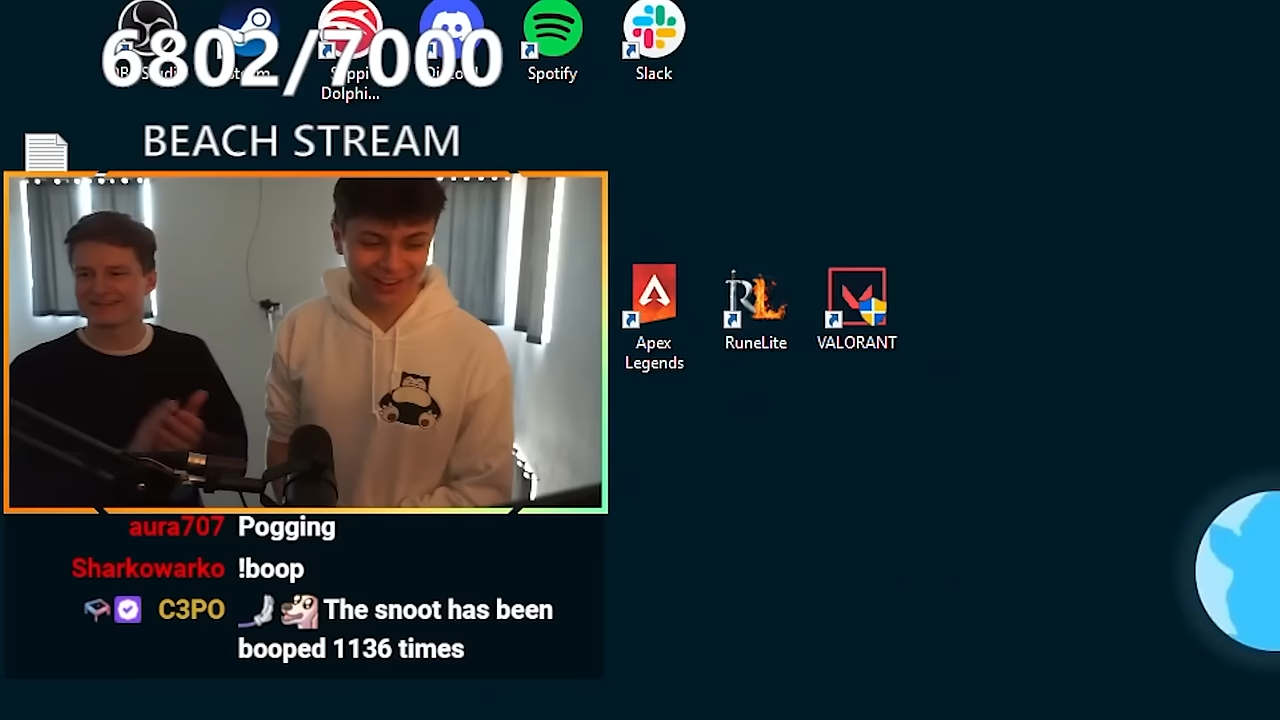 6802/7000
Spotify
Slack
Dolphi...
BEACH STREAM
Apex
Legends
RuneLite
VALORANT
aura707 Pogging
Sharkowarko !boop
C3PO The snoot has been
booped 1136 times